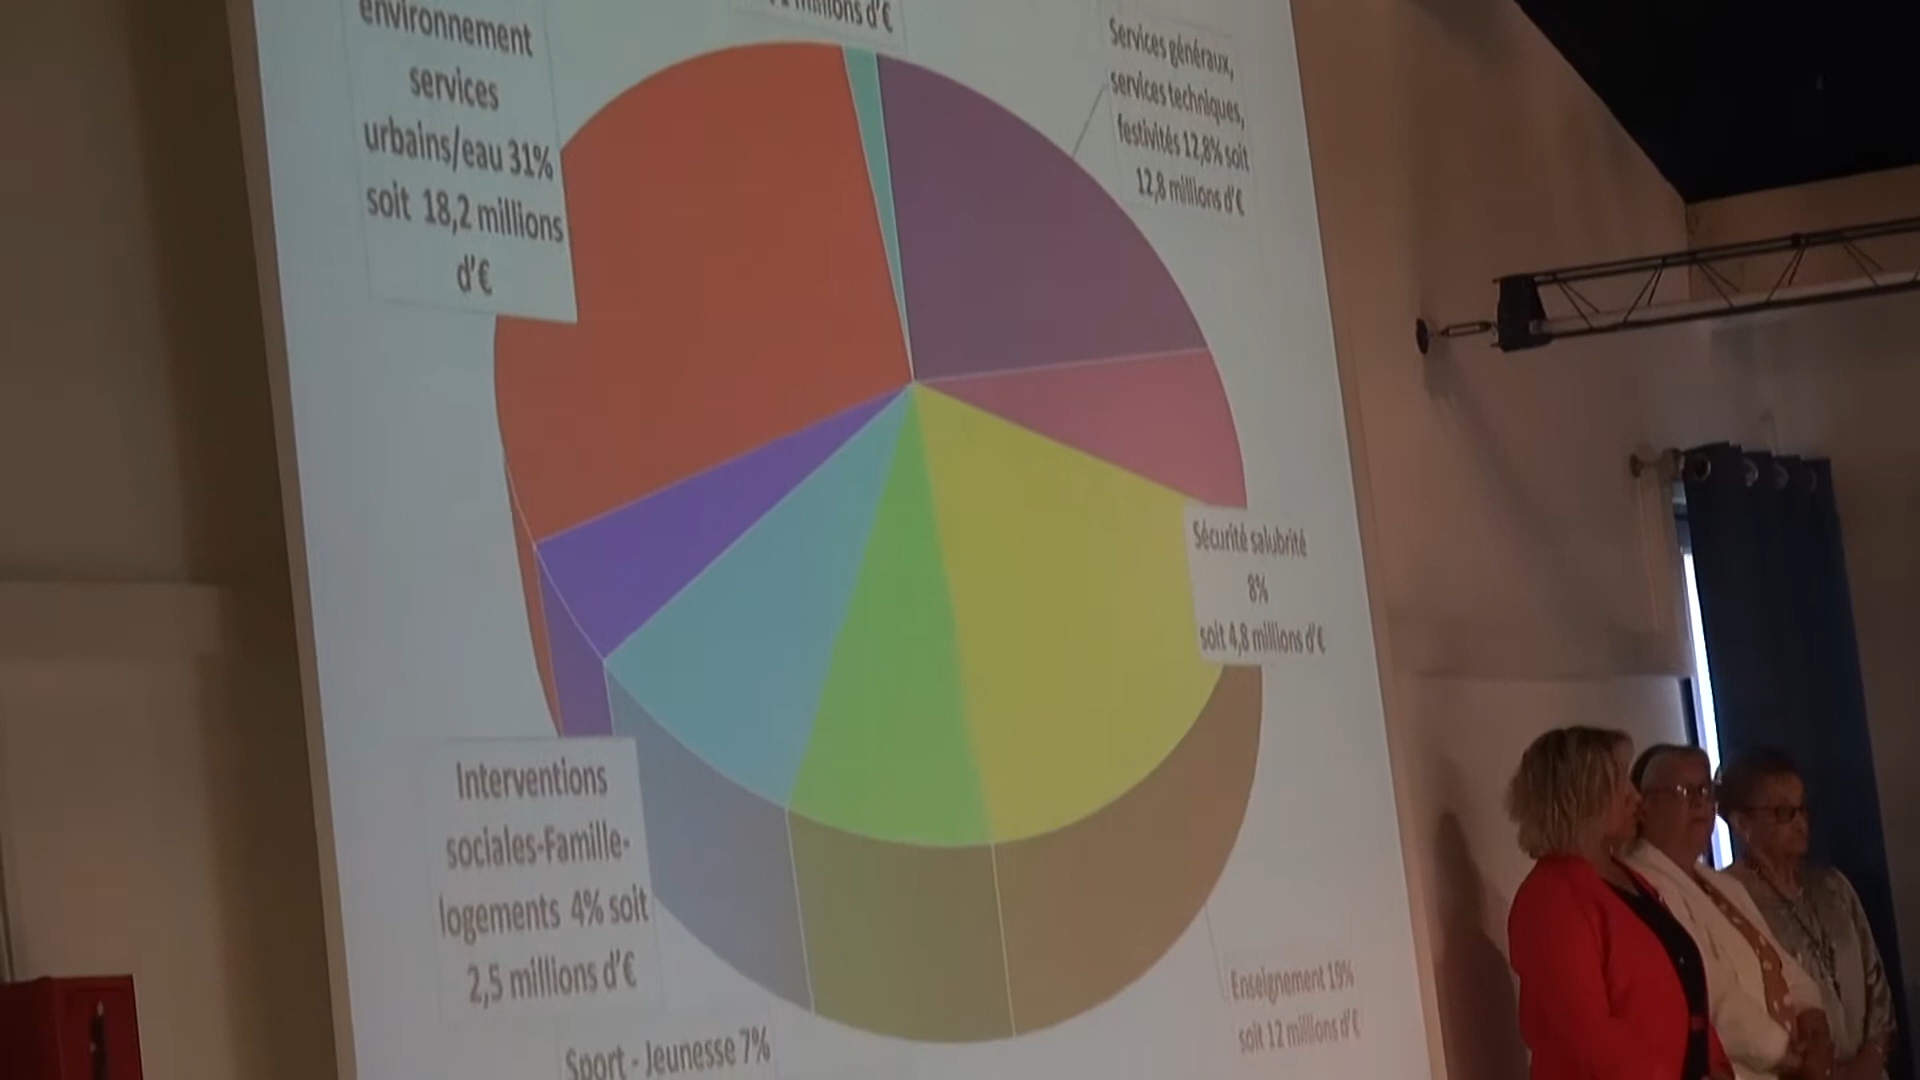 environnement
services
urbains/eau 31%
soit 18,2 millions
d'€
millions d'€
Services généraux,
services techniques,
festivités 12,8% soit
12,8 millions d'€
Sécurité salubrité
8%
soit 4,8 millions d'€
Interventions
sociales-Famille-
logements 4% soit
2,5 millions d'€
Sport - Jeunesse 7%
Enseignement 19%
soit 12 millions d'€